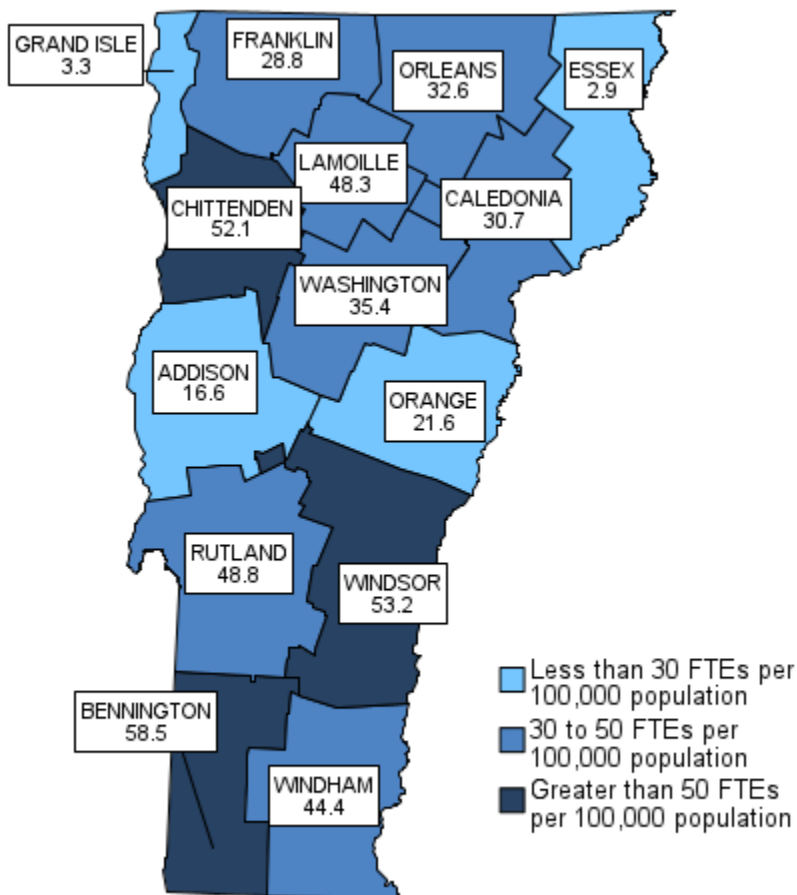 GRAND ISLE
3.3
FRANKLIN
28.8
ORLEANS
32.6
ESSEX
2.9
LAMOILLE
48.3
CHITTENDEN
52.1
CALEDONIA
30.7
WASHINGTON
35.4
ADDISON
16.6
ORANGE
21.6
RUTLAND
48.8
WINDSOR
53.2
BENNINGTON
58.5
WINDHAM
44.4
Less than 30 FTEs per
100,000 population
30 to 50 FTEs per
100,000 population
Greater than 50 FTEs
per 100,000 population